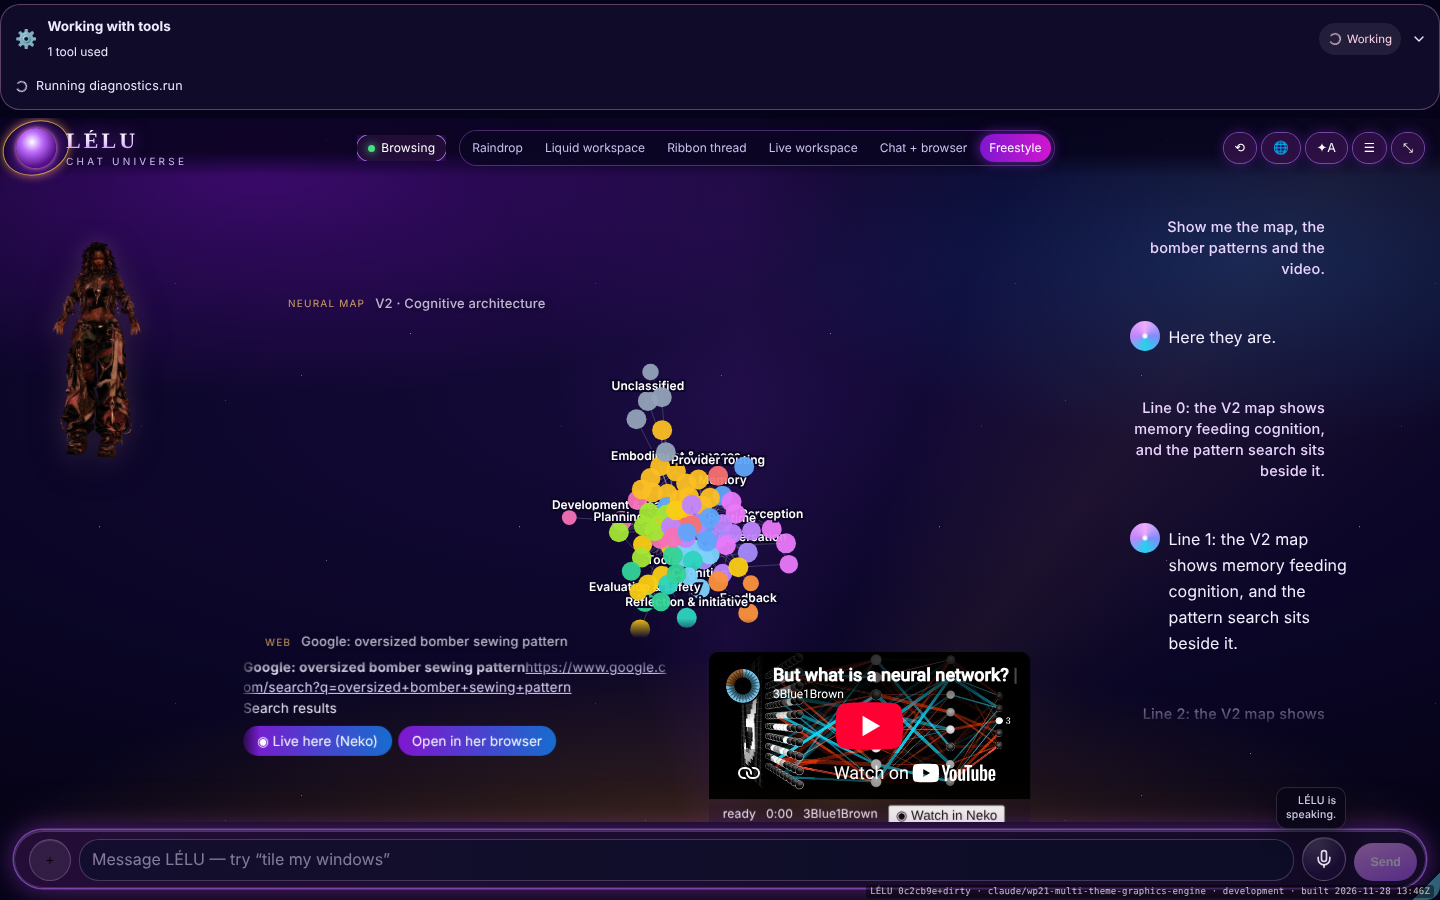 Working with tools
1 tool used
Working
Running diagnostics.run
LÉLU
CHAT UNIVERSE
Browsing
Raindrop
Liquid workspace
Ribbon thread
Live workspace
Chat + browser
Freestyle
✦A
Show me the map, the
bomber patterns and the
video.
NEURAL MAP V2 · Cognitive architecture
Here they are.
Unclassified
Line 0: the V2 map shows
memory feeding cognition,
and the pattern search sits
beside it.
Provider routing
Development
Planning
Perception
Line 1: the V2 map
shows memory feeding
cognition, and the
pattern search sits
beside it.
Reflection & initiative
WEB Google: oversized bomber sewing pattern
Google: oversized bomber sewing patternhttps://www.google.c
om/search?q=oversized+bomber+sewing+pattern
Search results
◉ Live here (Neko)
Open in her browser
But what is a neural network? |
3Blue1Brown
3
Watch on YouTube
ready 0:00 3Blue1Brown ◉ Watch in Neko
Line 2: the V2 map shows
LÉLU is
speaking.
+
Message LÉLU — try “tile my windows”
Send
LÉLU 0c2cb9e+dirty · claude/wp21-multi-theme-graphics-engine · development · built 2026-11-28 13:46Z